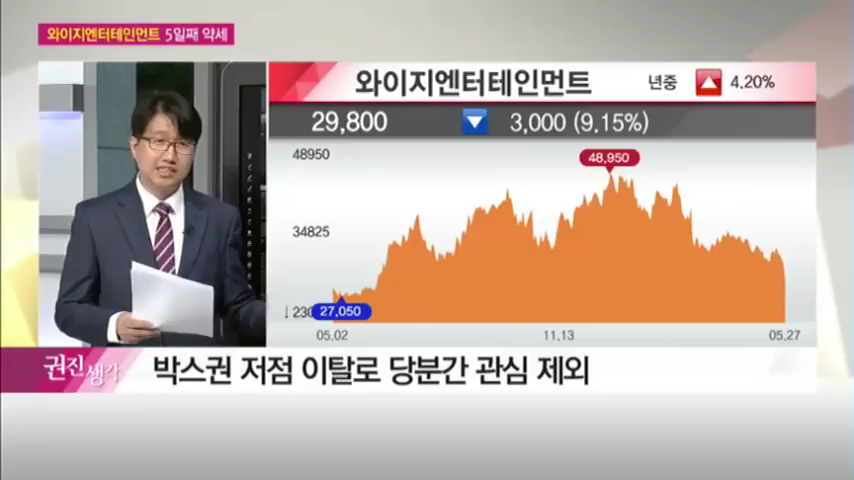 와이지엔터테인먼트 5일째 약세
와이지엔터테인먼트 년중 ▲ 4.20%
29,800 ▼ 3,000 (9.15%)
48950
48,950
34825
↓230
27,050
05,02 11,13 05,27
권진생각
박스권 저점 이탈로 당분간 관심 제외